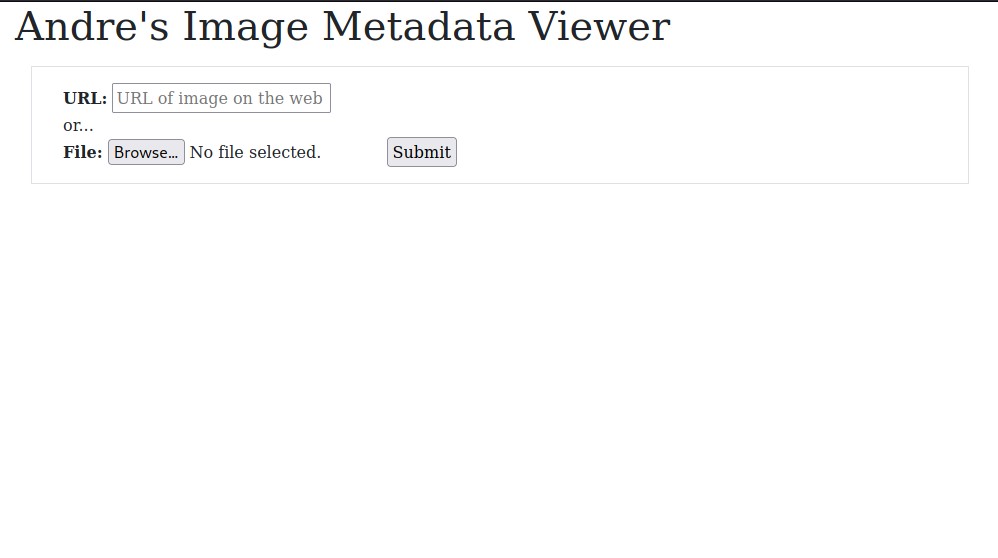 Andre's Image Metadata Viewer
URL: URL of image on the web
or...
File: Browse... No file selected. Submit